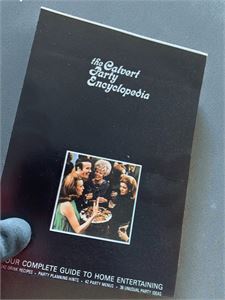 the Calvert
Party
Encyclopedia
YOUR COMPLETE GUIDE TO HOME ENTERTAINING
DRINK RECIPES • PARTY PLANNING HINTS • 42 PARTY MENUS • 38 UNUSUAL PARTY IDEAS